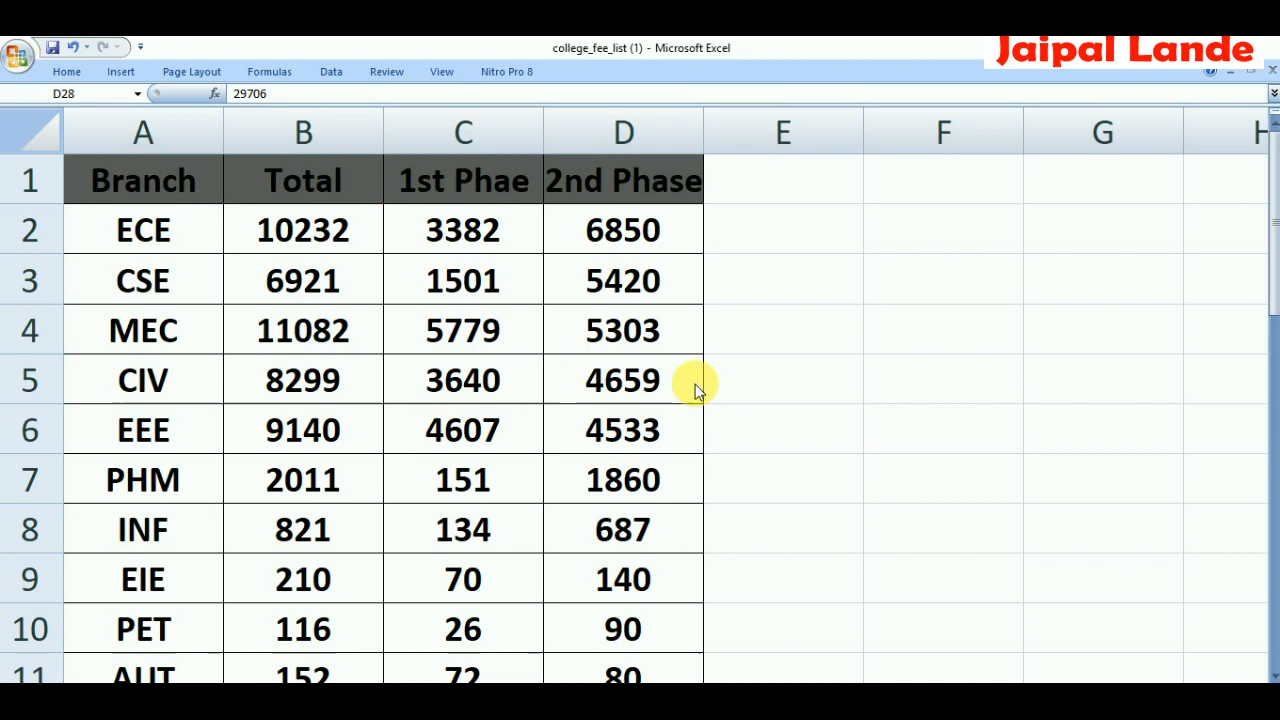 college_fee_list (1) - Microsoft Excel
Jaipal Lande
Home Insert Page Layout Formulas Data Review View Nitro Pro 8
D28 fx 29706
A B C D E F G H
1 Branch Total 1st Phae 2nd Phase
2 ECE 10232 3382 6850
3 CSE 6921 1501 5420
4 MEC 11082 5779 5303
5 CIV 8299 3640 4659
6 EEE 9140 4607 4533
7 PHM 2011 151 1860
8 INF 821 134 687
9 EIE 210 70 140
10 PET 116 26 90
11 AUT 152 72 80